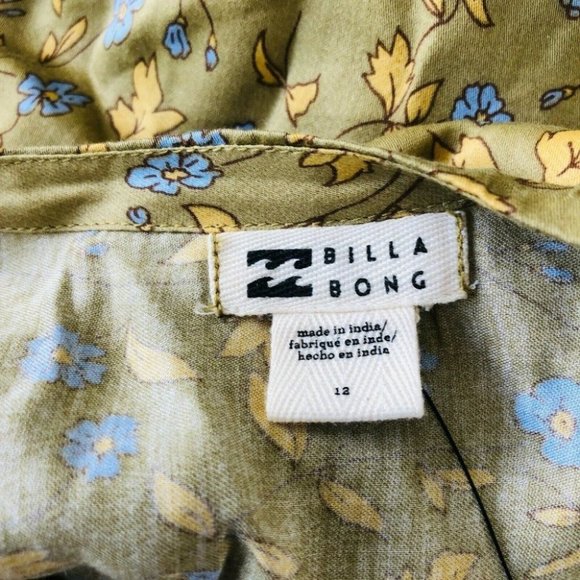 BILLA
BONG
made in india/
fabriqué en inde/
hecho en india
12